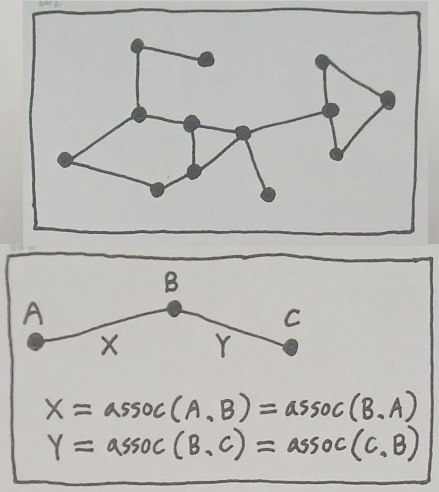 B
A
C
X
Y
X = assoc(A.B) = assoc(B.A)
Y = assoc(B.C) = assoc(C.B)